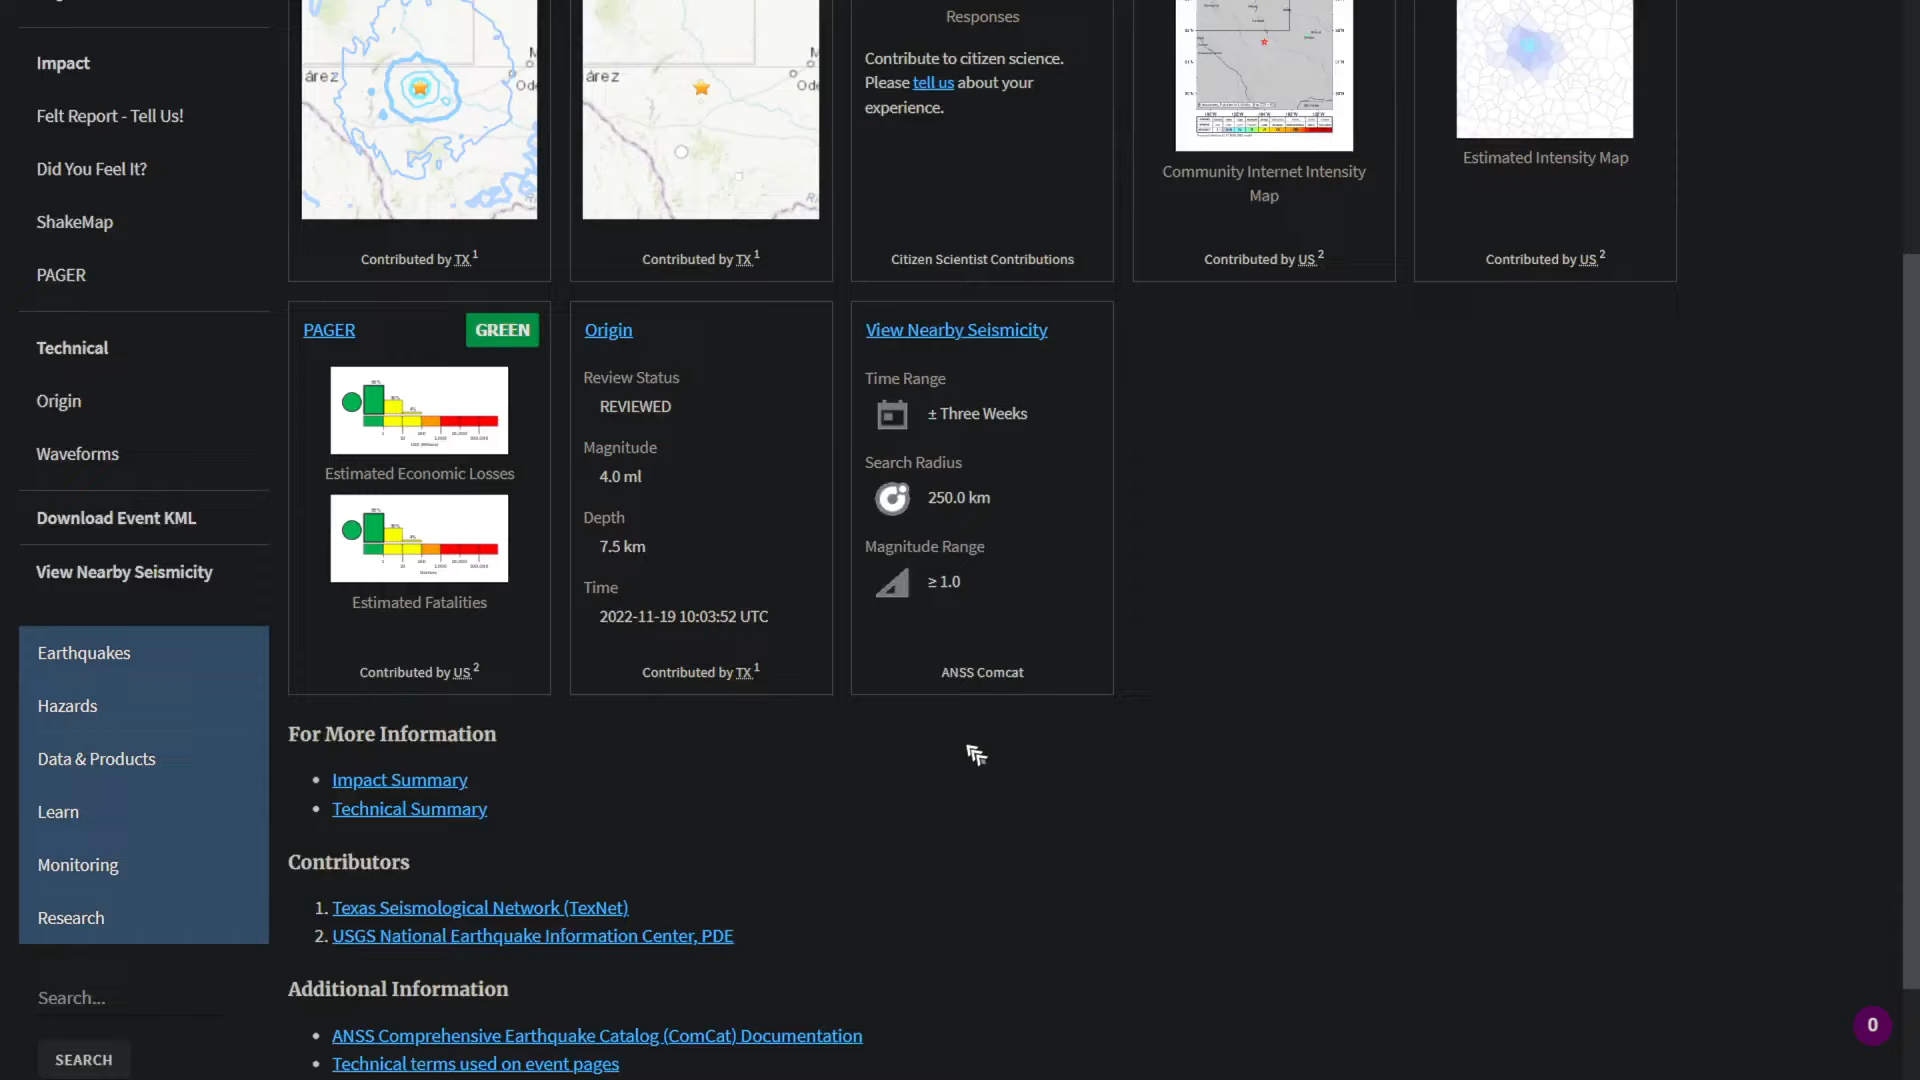 Impact
Felt Report - Tell Us!
Did You Feel It?
ShakeMap
PAGER
Technical
Origin
Waveforms
Download Event KML
View Nearby Seismicity
Earthquakes
Hazards
Data & Products
Learn
Monitoring
Research
Search...
SEARCH
árez
Contributed by TX 1
árez
Contributed by TX 1
Responses
Contribute to citizen science.
Please tell us about your
experience.
Citizen Scientist Contributions
Community Internet Intensity
Map
Contributed by US 2
Estimated Intensity Map
Contributed by US 2
PAGER
GREEN
Estimated Economic Losses
Estimated Fatalities
Contributed by US 2
Origin
Review Status
REVIEWED
Magnitude
4.0 ml
Depth
7.5 km
Time
2022-11-19 10:03:52 UTC
Contributed by TX 1
View Nearby Seismicity
Time Range
± Three Weeks
Search Radius
250.0 km
Magnitude Range
≥ 1.0
ANSS Comcat
For More Information
• Impact Summary
• Technical Summary
Contributors
1. Texas Seismological Network (TexNet)
2. USGS National Earthquake Information Center, PDE
Additional Information
• ANSS Comprehensive Earthquake Catalog (ComCat) Documentation
• Technical terms used on event pages
0